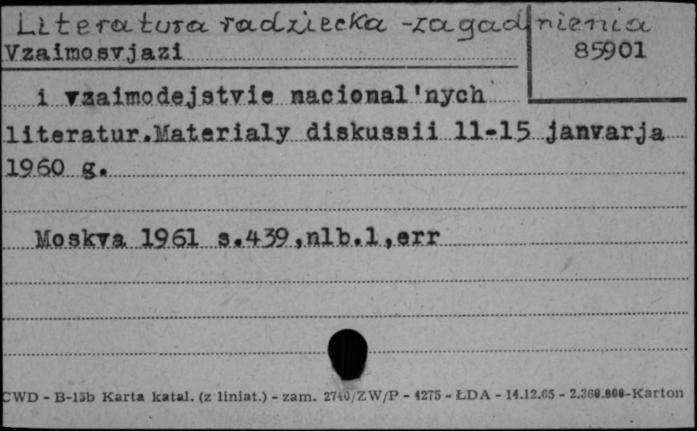 Literatura radziecka - zagadnienia
Vzaimosvjazi
85901
i vzaimodejstvie nacional'nych
literatur.Materialy diskussii 11-15 janvarja
1960 g.
Moskva 1961 s.439,nlb.1,err
CWD - B-15b Karta katal. (z liniat.) - zam. 2740/ZW/P - 4275 - ŁDA - 14.12.65 - 2.360.000-Karton